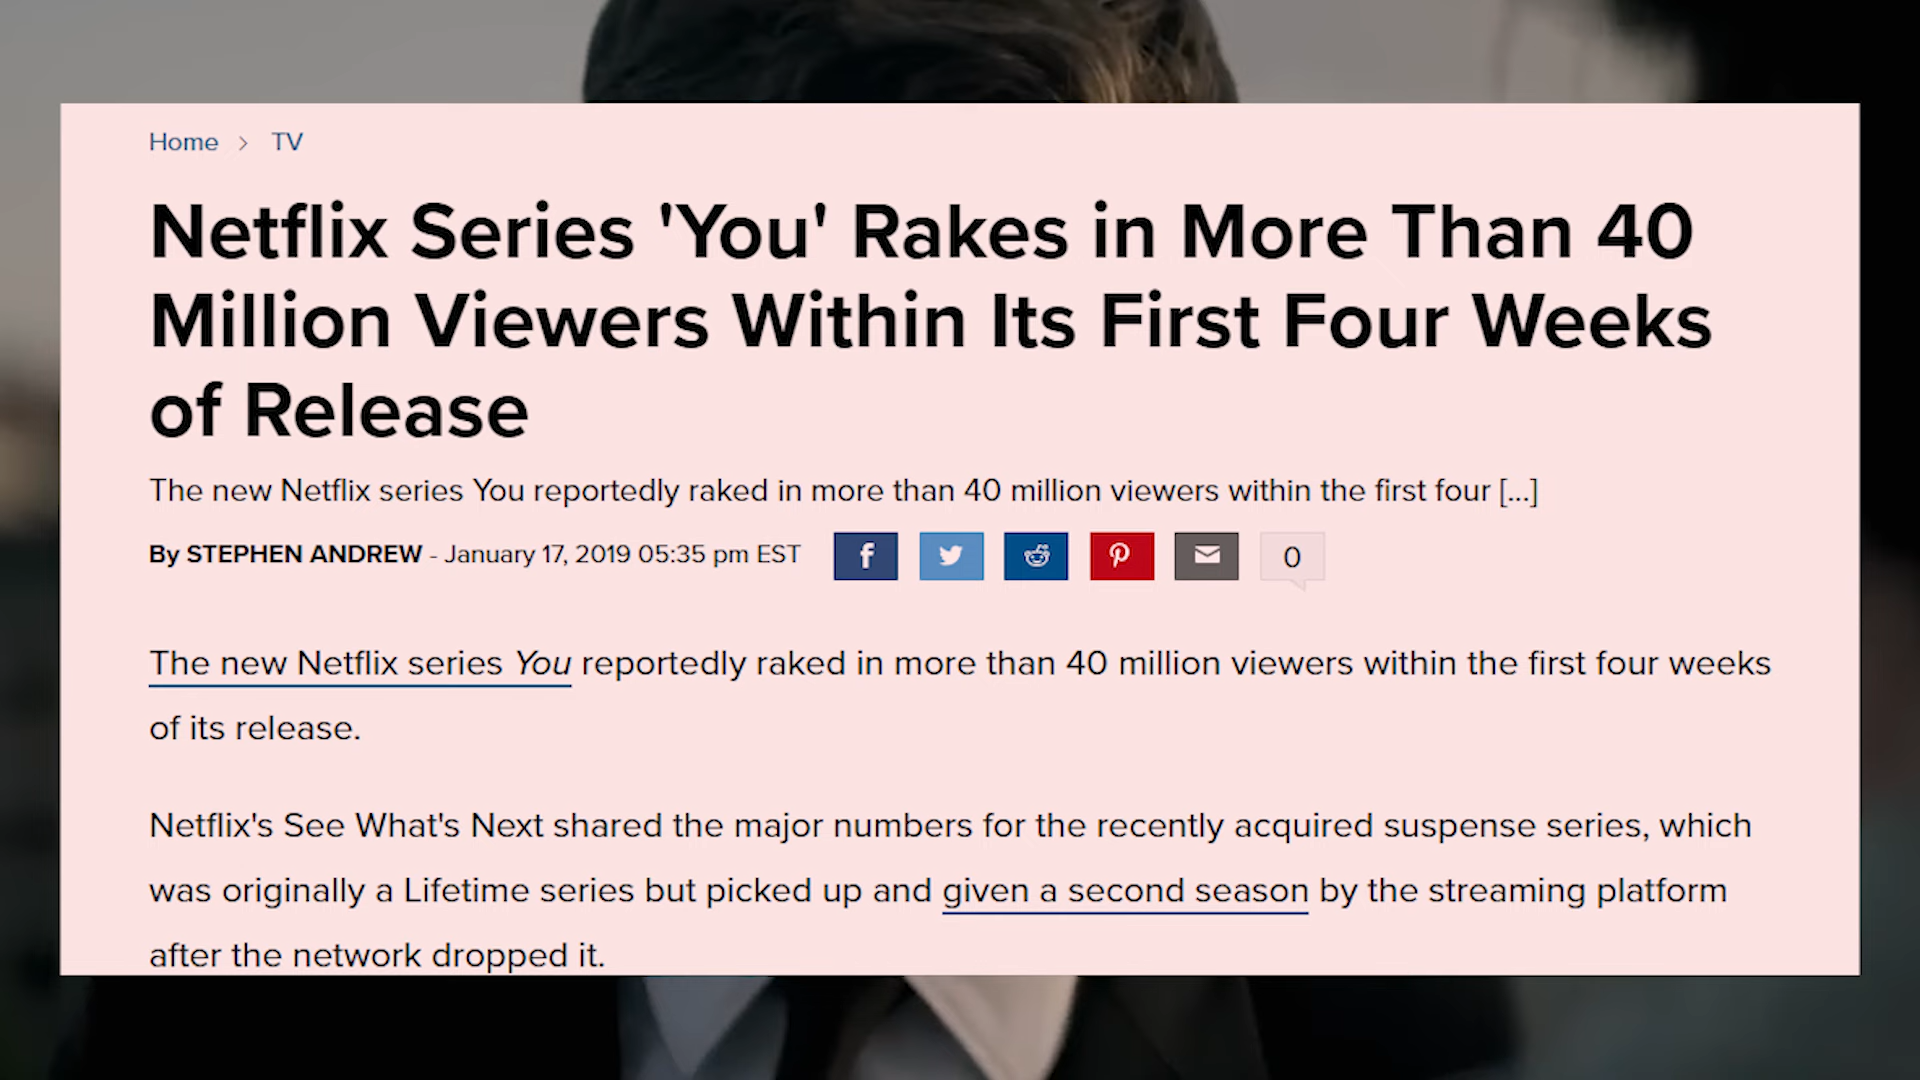 Home > TV
Netflix Series 'You' Rakes in More Than 40
Million Viewers Within Its First Four Weeks
of Release
The new Netflix series You reportedly raked in more than 40 million viewers within the first four [...]
By STEPHEN ANDREW - January 17, 2019 05:35 pm EST 0
The new Netflix series You reportedly raked in more than 40 million viewers within the first four weeks
of its release.
Netflix's See What's Next shared the major numbers for the recently acquired suspense series, which
was originally a Lifetime series but picked up and given a second season by the streaming platform
after the network dropped it.